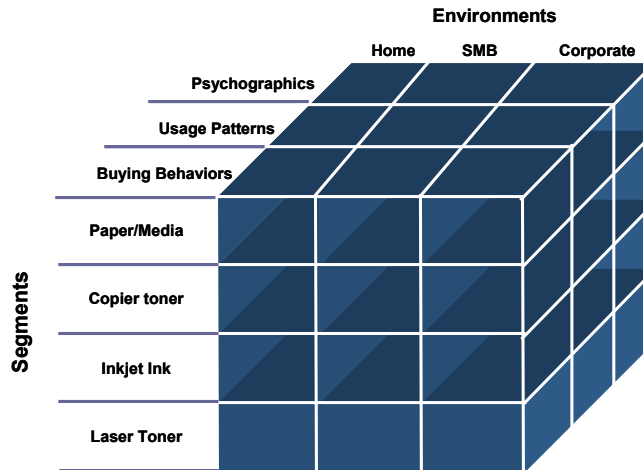 Environments
Home SMB Corporate
Psychographics
Usage Patterns
Buying Behaviors
Paper/Media
Copier toner
Inkjet Ink
Laser Toner
Segments